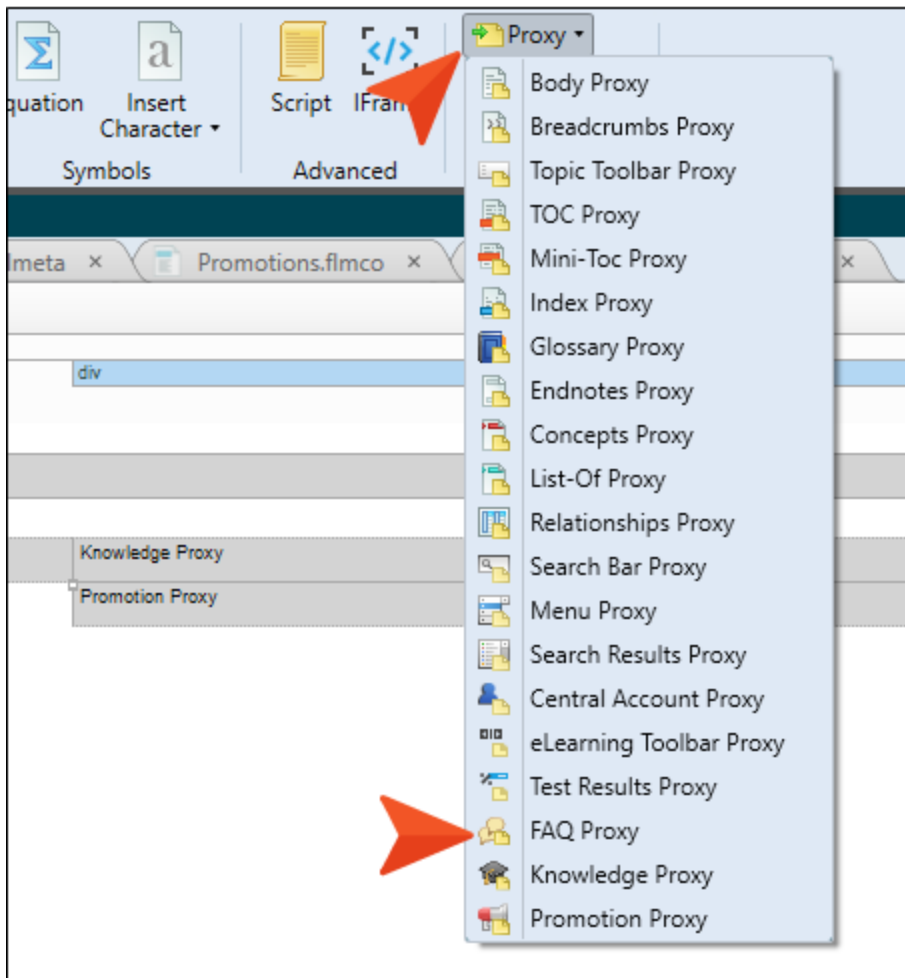 Proxy
quation
Insert
Character
Script
IFram
Symbols
Advanced
lmeta
Promotions.flmco
div
Knowledge Proxy
Promotion Proxy
Body Proxy
Breadcrumbs Proxy
Topic Toolbar Proxy
TOC Proxy
Mini-Toc Proxy
Index Proxy
Glossary Proxy
Endnotes Proxy
Concepts Proxy
List-Of Proxy
Relationships Proxy
Search Bar Proxy
Menu Proxy
Search Results Proxy
Central Account Proxy
eLearning Toolbar Proxy
Test Results Proxy
FAQ Proxy
Knowledge Proxy
Promotion Proxy